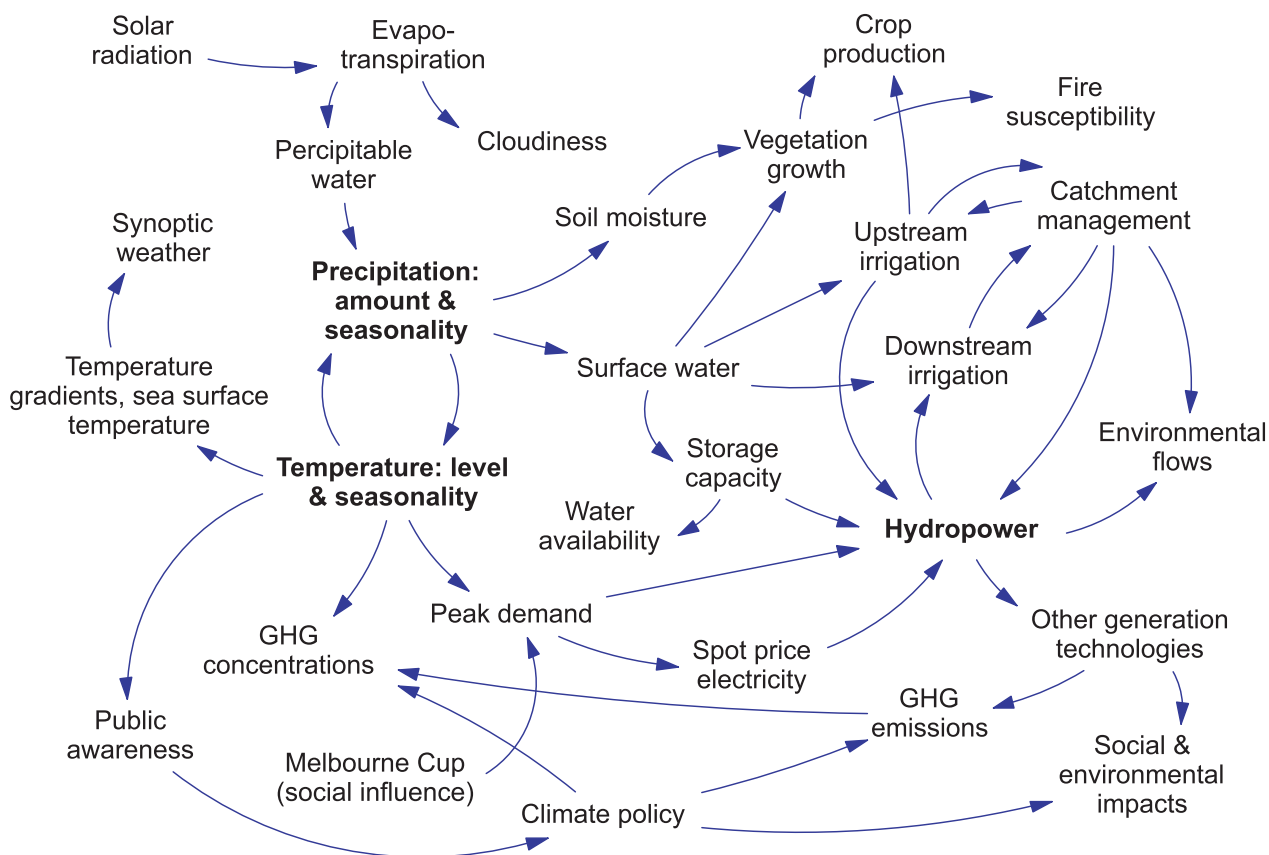 Solar
radiation
Evapo-
transpiration
Crop
production
Fire
susceptibility
Percipitable
water
Cloudiness
Vegetation
growth
Catchment
management
Synoptic
weather
Soil moisture
Upstream
irrigation
Precipitation:
amount &
seasonality
Temperature
gradients, sea surface
temperature
Surface water
Downstream
irrigation
Storage
capacity
Environmental
flows
Temperature: level
& seasonality
Water
availability
Hydropower
Peak demand
Other generation
technologies
GHG
concentrations
Spot price
electricity
GHG
emissions
Public
awareness
Social &
environmental
impacts
Melbourne Cup
(social influence)
Climate policy